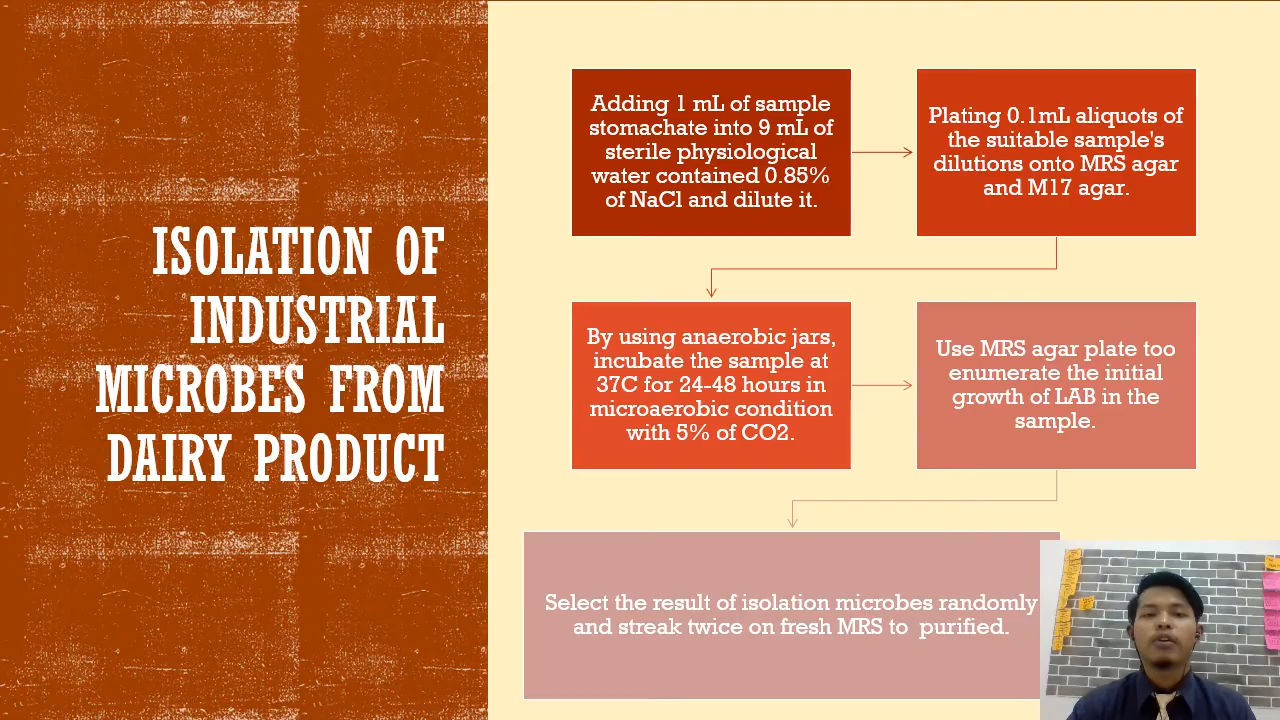 ISOLATION OF
INDUSTRIAL
MICROBES FROM
DAIRY PRODUCT
Adding 1 mL of sample
stomachate into 9 mL of
sterile physiological
water contained 0.85%
of NaCl and dilute it.
Plating 0.1mL aliquots of
the suitable sample's
dilutions onto MRS agar
and M17 agar.
By using anaerobic jars,
incubate the sample at
37C for 24-48 hours in
microaerobic condition
with 5% of CO2.
Use MRS agar plate too
enumerate the initial
growth of LAB in the
sample.
Select the result of isolation microbes randomly
and streak twice on fresh MRS to purified.